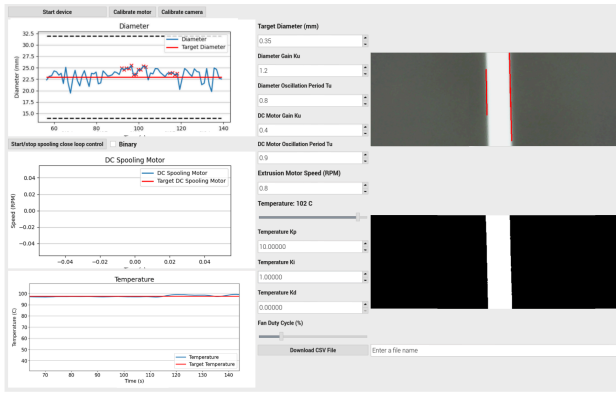 Start device
Calibrate motor
Calibrate camera
Diameter
32.5
30.0
27.5
25.0
22.5
20.0
17.5
15.0
Diameter (mm)
Diameter
Target Diameter
60
80
100
120
140
Start/stop spooling close loop control
Binary
DC Spooling Motor
0.04
0.02
0.00
−0.02
−0.04
Speed (RPM)
DC Spooling Motor
Target DC Spooling Motor
−0.04
−0.02
0.00
0.02
0.04
Temperature
100
90
80
70
60
50
40
Temperature (C)
Temperature
Target Temperature
70
80
90
100
110
120
130
140
Time (s)
Target Diameter (mm)
0.35
Diameter Gain Ku
1.2
Diameter Oscillation Period Tu
0.8
DC Motor Gain Ku
0.4
DC Motor Oscillation Period Tu
0.9
Extrusion Motor Speed (RPM)
0.8
Temperature: 102 C
Temperature Kp
10.00000
Temperature Ki
1.00000
Temperature Kd
0.00000
Fan Duty Cycle (%)
Download CSV File
Enter a file name